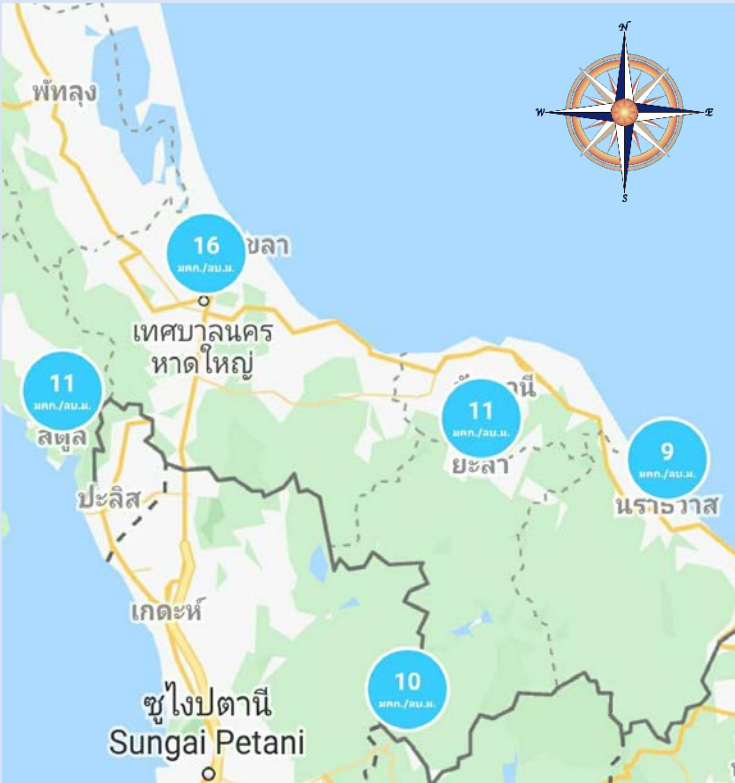 N
W
E
S
พัทลุง
16
มคก./ลบ.ม.
ขลา
เทศบาลนคร
หาดใหญ่
11
มคก./ลบ.ม.
สตูล
11
มคก./ลบ.ม.
านี
ยะลา
9
มคก./ลบ.ม.
นราธิวาส
ปะลิส
เกดะห์
10
มคก./ลบ.ม.
ซูไงปตานี
Sungai Petani